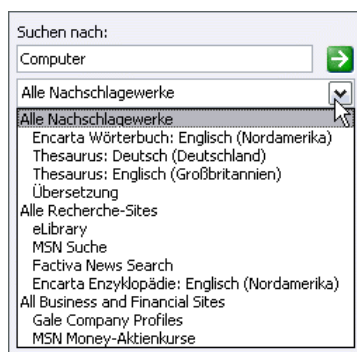 Suchen nach:
Computer
Alle Nachschlagewerke
Alle Nachschlagewerke
Encarta Wörterbuch: Englisch (Nordamerika)
Thesaurus: Deutsch (Deutschland)
Thesaurus: Englisch (Großbritannien)
Übersetzung
Alle Recherche-Sites
eLibrary
MSN Suche
Factiva News Search
Encarta Enzyklopädie: Englisch (Nordamerika)
All Business and Financial Sites
Gale Company Profiles
MSN Money-Aktienkurse